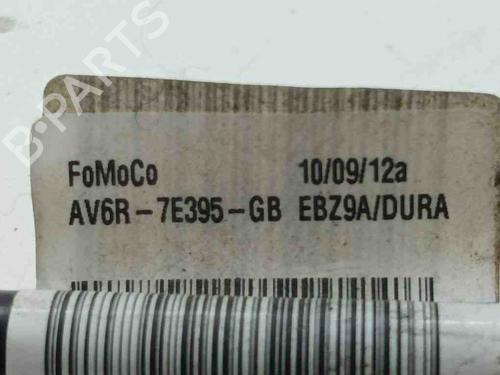 B-PARTS
FoMoCo 10/09/12a
AV6R-7E395-GB EBZ9A/DURA